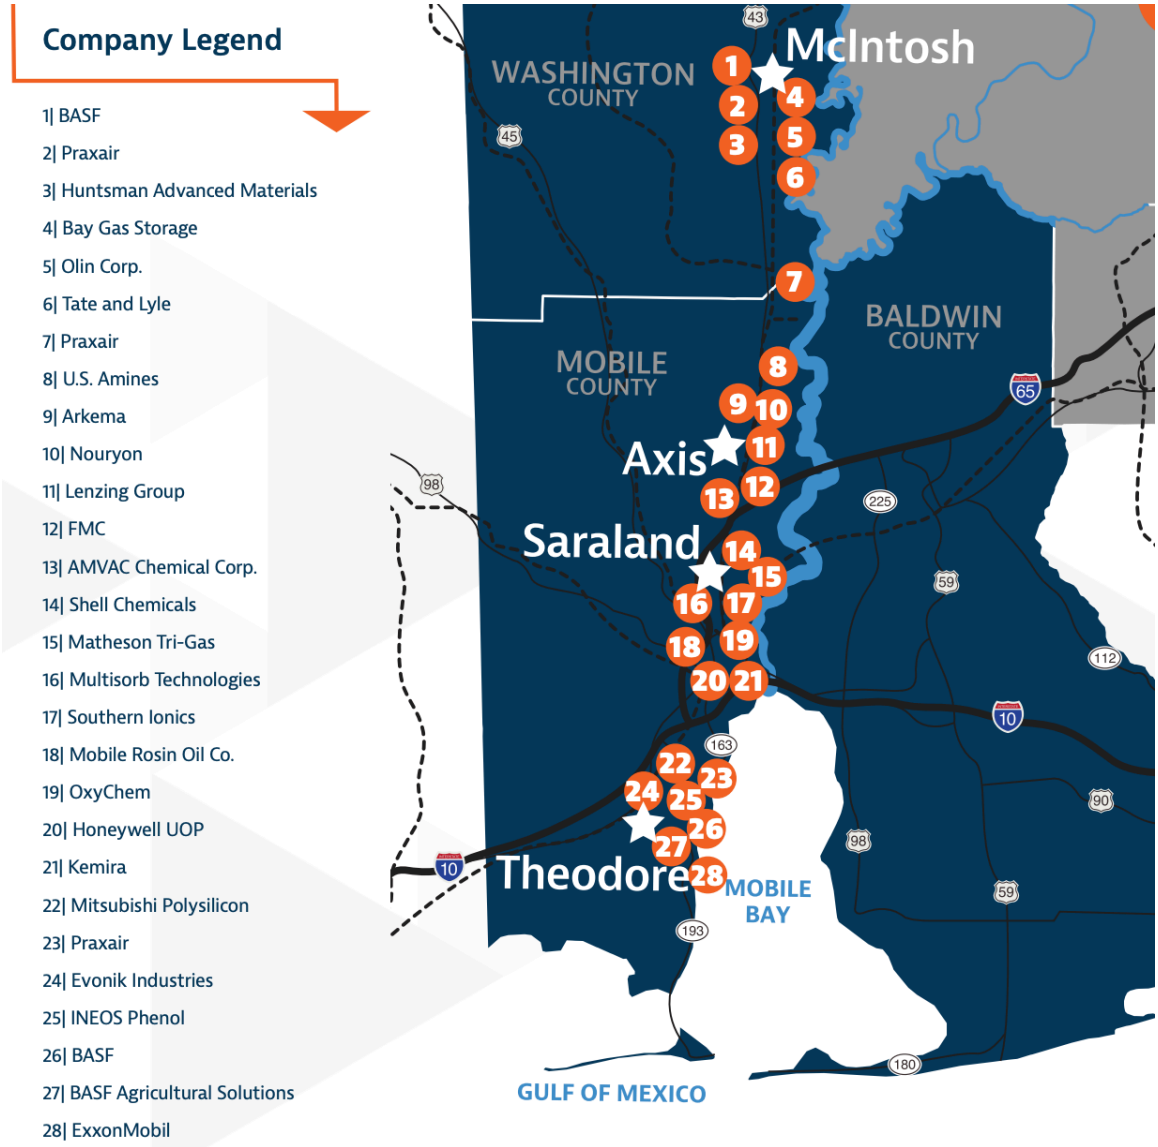 Company Legend
1| BASF
2| Praxair
3| Huntsman Advanced Materials
4| Bay Gas Storage
5| Olin Corp.
6| Tate and Lyle
7| Praxair
8| U.S. Amines
9| Arkema
10| Nouryon
11| Lenzing Group
12| FMC
13| AMVAC Chemical Corp.
14| Shell Chemicals
15| Matheson Tri-Gas
16| Multisorb Technologies
17| Southern Ionics
18| Mobile Rosin Oil Co.
19| OxyChem
20| Honeywell UOP
21| Kemira
22| Mitsubishi Polysilicon
23| Praxair
24| Evonik Industries
25| INEOS Phenol
26| BASF
27| BASF Agricultural Solutions
28| ExxonMobil
43
McIntosh
WASHINGTON
COUNTY
1
2
3
4
5
6
45
7
BALDWIN
COUNTY
MOBILE
COUNTY
8
65
9
10
Axis
11
12
13
98
225
Saraland
14
15
59
16
17
18
19
112
20
21
10
163
22
23
24
25
26
27
90
98
10
Theodore
28
MOBILE
BAY
59
193
180
GULF OF MEXICO